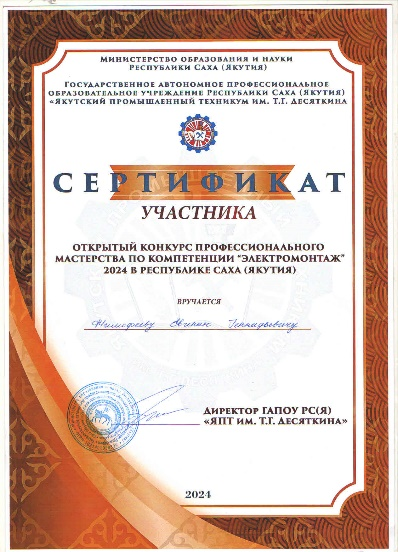 Министерство образования и науки
Республики Саха (Якутия)
Государственное автономное профессиональное
образовательное учреждение Республики Саха (Якутия)
«Якутский промышленный техникум им. Т.Г. Десяткина
СЕРТИФИКАТ
УЧАСТНИКА
ОТКРЫТЫЙ КОНКУРС ПРОФЕССИОНАЛЬНОГО
МАСТЕРСТВА ПО КОМПЕТЕНЦИИ "ЭЛЕКТРОМОНТАЖ"
2024 В РЕСПУБЛИКЕ САХА (ЯКУТИЯ)
ВРУЧАЕТСЯ
Геннадьевичу
ДИРЕКТОР ГАПОУ РС(Я)
«ЯПТ ИМ. Т.Г. ДЕСЯТКИНА»
2024